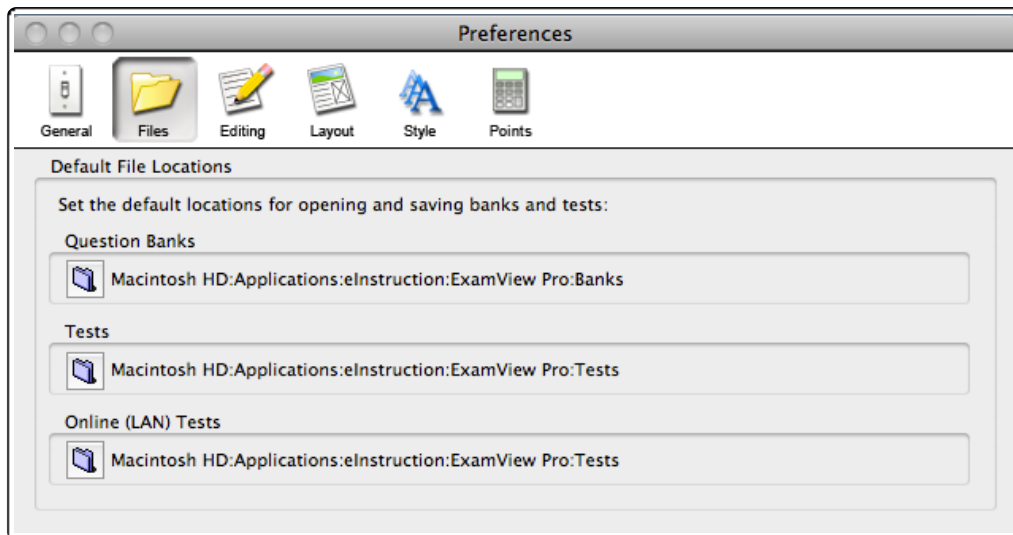 Preferences
General Files Editing Layout Style Points
Default File Locations
Set the default locations for opening and saving banks and tests:
Question Banks
Macintosh HD:Applications:eInstruction:ExamView Pro:Banks
Tests
Macintosh HD:Applications:eInstruction:ExamView Pro:Tests
Online (LAN) Tests
Macintosh HD:Applications:eInstruction:ExamView Pro:Tests